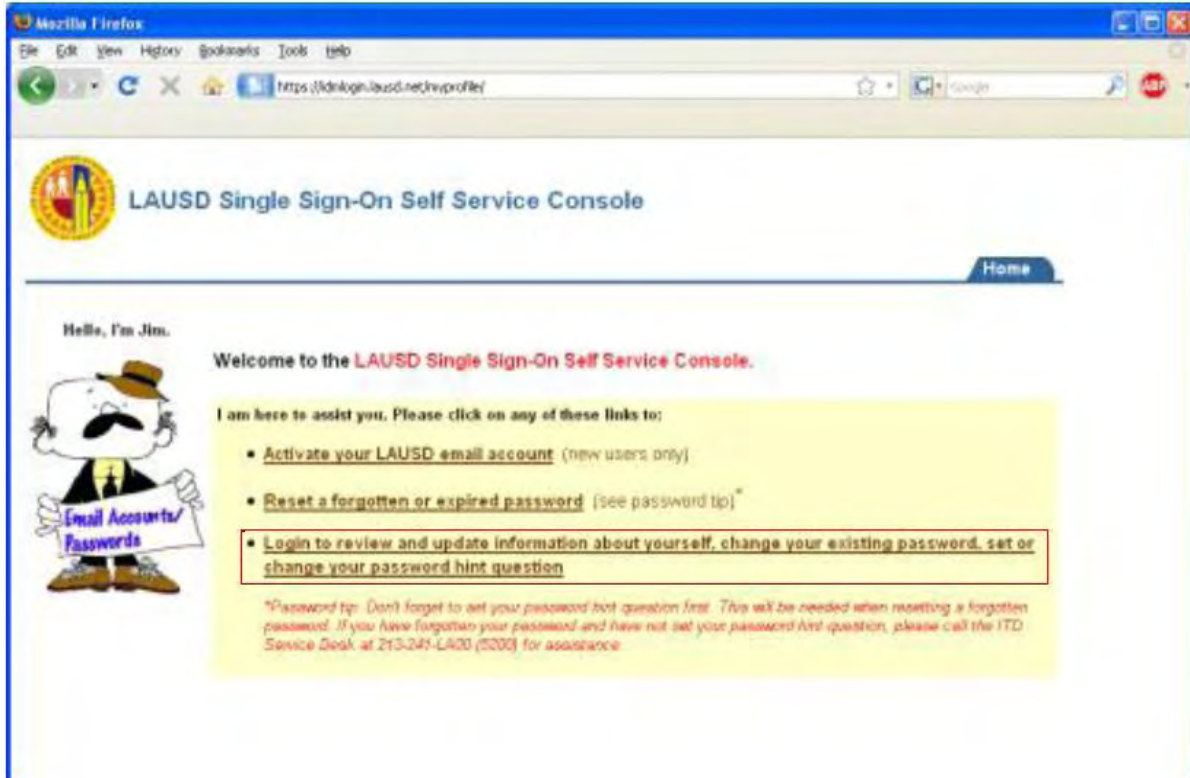 Mozilla Firefox
File Edit View History Bookmarks Tools Help
https://idmlogin.lausd.net/myprofile/
Google
ABP
LAUSD Single Sign-On Self Service Console
Home
Hello, I'm Jim.
Welcome to the LAUSD Single Sign-On Self Service Console.
I am here to assist you. Please click on any of these links to:
• Activate your LAUSD email account (new users only)
• Reset a forgotten or expired password (see password tip)*
• Login to review and update information about yourself, change your existing password, set or
change your password hint question
Email Accounts/
Passwords
*Password tip: Don't forget to set your password hint question first. This will be needed when resetting a forgotten
password. If you have forgotten your password and have not set your password hint question, please call the ITD
Service Desk at 213-241-LA00 (5200) for assistance